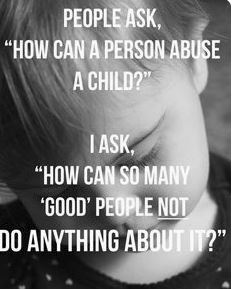 PEOPLE ASK,
“HOW CAN A PERSON ABUSE
A CHILD?”
I ASK,
“HOW CAN SO MANY
‘GOOD’ PEOPLE NOT
DO ANYTHING ABOUT IT?”